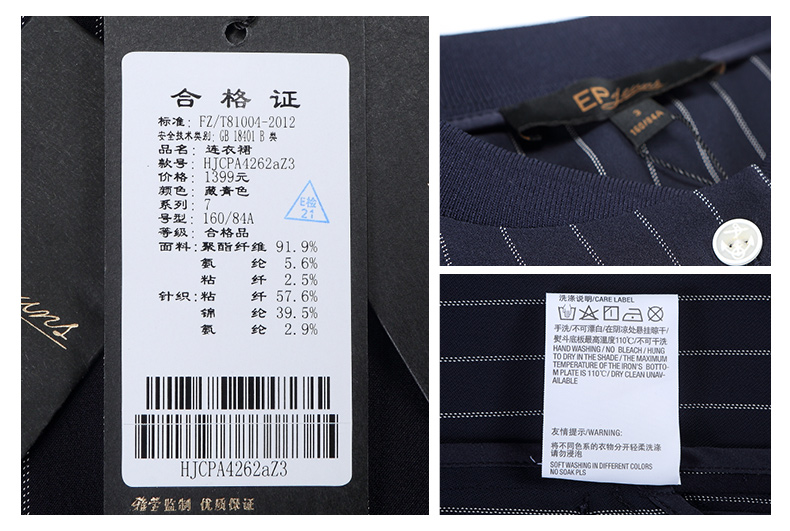 合格证
标准: FZ/T81004-2012
安全技术类别: GB 18401 B 类
品名: 连衣裙
款号: HJCPA4262aZ3
价格: 1399元
颜色: 藏青色
系列: 7
号型: 160/84A
等级: 合格品
E检
21
面料: 聚酯纤维 91.9%
氨 纶 5.6%
粘 纤 2.5%
针织: 粘 纤 57.6%
锦 纶 39.5%
氨 纶 2.9%
HJCPA4262aZ3
雅莹监制 优质保证
EP Jeans
3
160/84A
洗涤说明/CARE LABEL
手洗/不可漂白/在阴凉处悬挂晾干/
熨斗底板最高温度110℃/不可干洗
HAND WASHING / NO BLEACH / HUNG
TO DRY IN THE SHADE / THE MAXIMUM
TEMPERATURE OF THE IRON'S BOTTO-
M PLATE IS 110℃ / DRY CLEAN UNAV-
AILABLE
友情提示/WARNING:
将不同色系的衣物分开轻柔洗涤
请勿浸泡
SOFT WASHING IN DIFFERENT COLORS
NO SOAK PLS